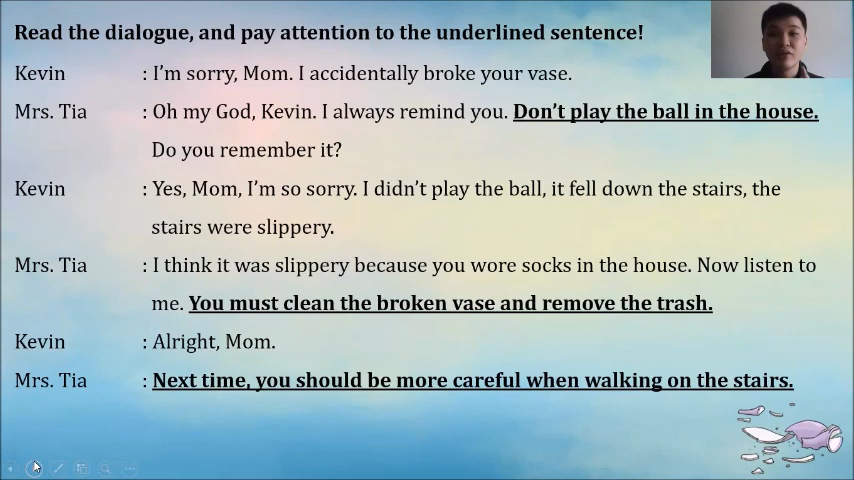 Read the dialogue, and pay attention to the underlined sentence!
Kevin : I'm sorry, Mom. I accidentally broke your vase.
Mrs. Tia : Oh my God, Kevin. I always remind you. Don't play the ball in the house.
Do you remember it?
Kevin : Yes, Mom, I'm so sorry. I didn't play the ball, it fell down the stairs, the
stairs were slippery.
Mrs. Tia : I think it was slippery because you wore socks in the house. Now listen to
me. You must clean the broken vase and remove the trash.
Kevin : Alright, Mom.
Mrs. Tia : Next time, you should be more careful when walking on the stairs.